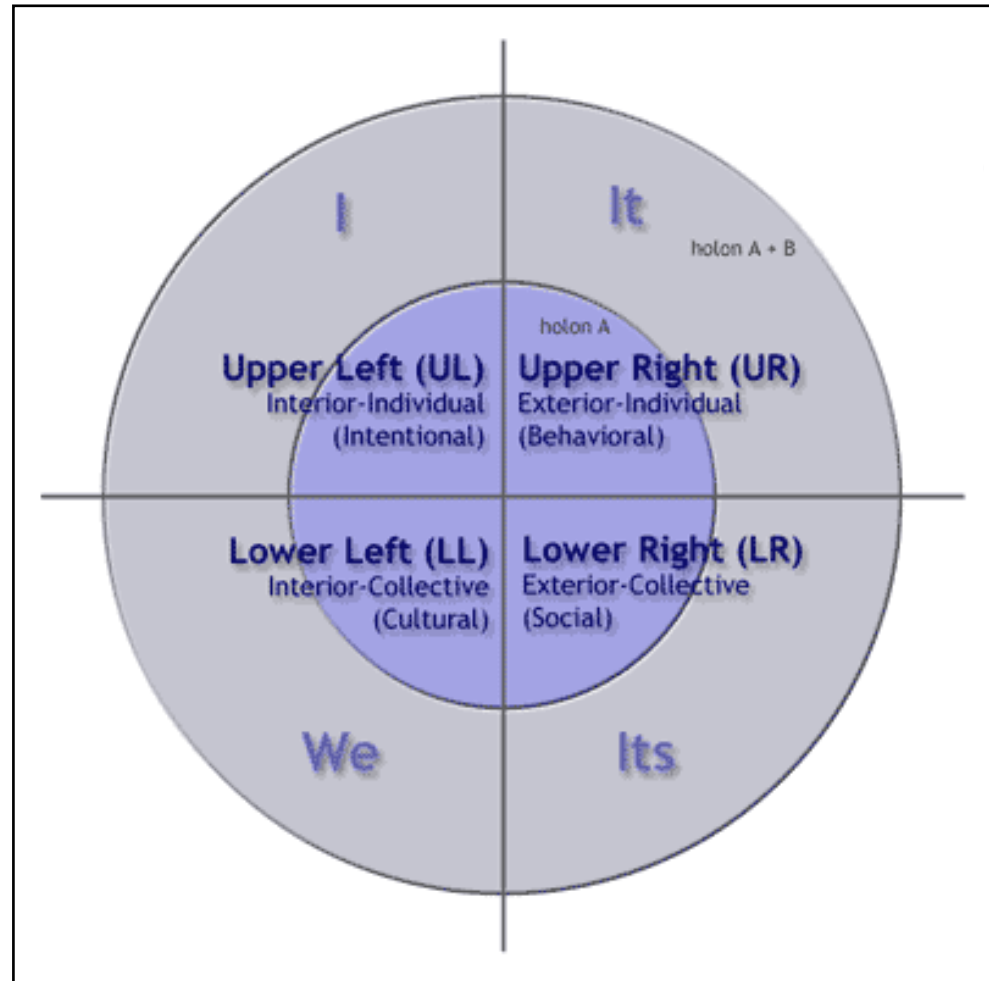 I
It
holon A + B
holon A
Upper Left (UL)
Interior-Individual
(Intentional)
Upper Right (UR)
Exterior-Individual
(Behavioral)
Lower Left (LL)
Interior-Collective
(Cultural)
Lower Right (LR)
Exterior-Collective
(Social)
We
Its